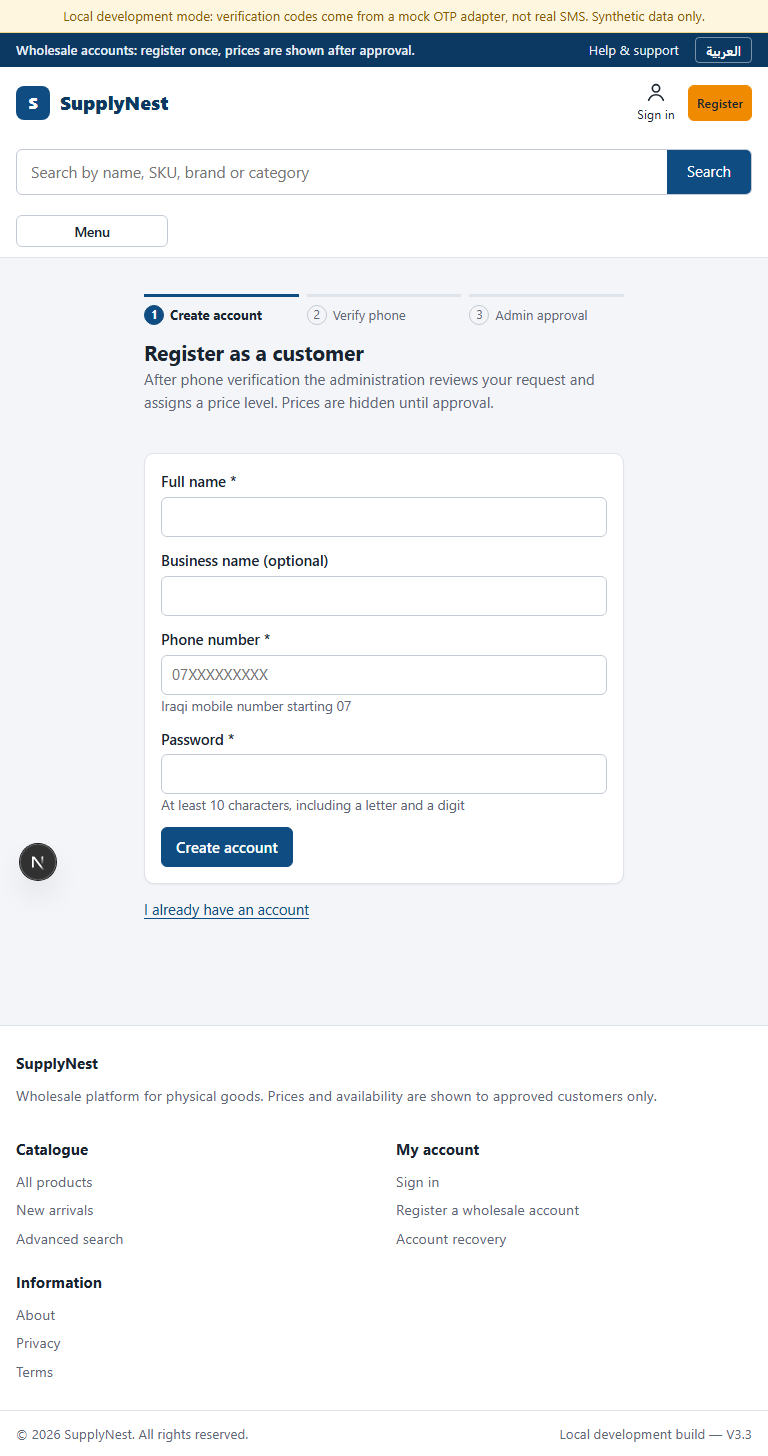 Local development mode: verification codes come from a mock OTP adapter, not real SMS. Synthetic data only.
Wholesale accounts: register once, prices are shown after approval.
Help & support
العربية
S
SupplyNest
Sign in
Register
Search by name, SKU, brand or category
Search
Menu
1 Create account
2 Verify phone
3 Admin approval
Register as a customer
After phone verification the administration reviews your request and
assigns a price level. Prices are hidden until approval.
Full name *
Business name (optional)
Phone number *
07XXXXXXXXX
Iraqi mobile number starting 07
Password *
At least 10 characters, including a letter and a digit
Create account
N
I already have an account
SupplyNest
Wholesale platform for physical goods. Prices and availability are shown to approved customers only.
Catalogue
All products
New arrivals
Advanced search
My account
Sign in
Register a wholesale account
Account recovery
Information
About
Privacy
Terms
© 2026 SupplyNest. All rights reserved.
Local development build — V3.3